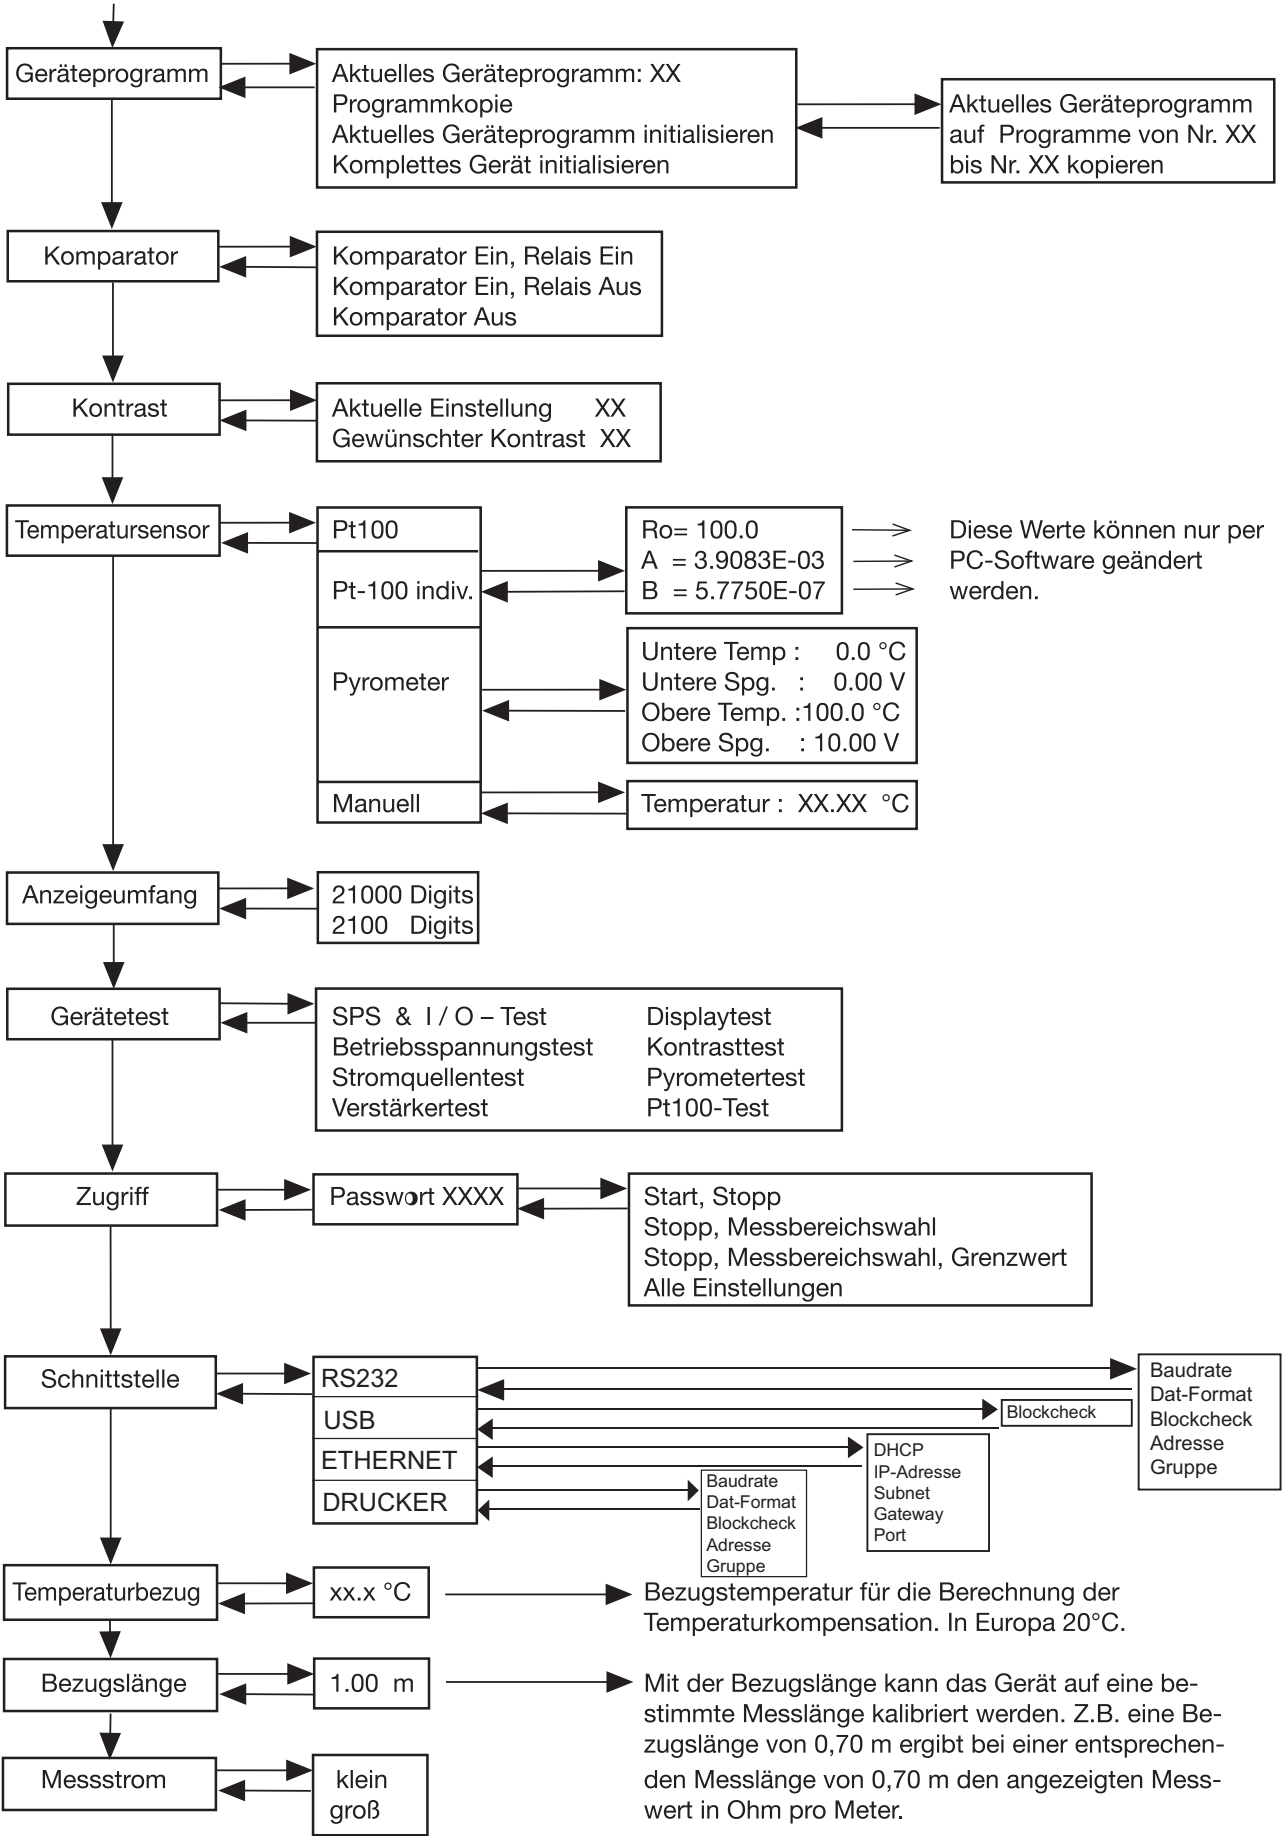 Geräteprogramm
Aktuelles Geräteprogramm: XX
Programmkopie
Aktuelles Geräteprogramm initialisieren
Komplettes Gerät initialisieren
Aktuelles Geräteprogramm
auf Programme von Nr. XX
bis Nr. XX kopieren
Komparator
Komparator Ein, Relais Ein
Komparator Ein, Relais Aus
Komparator Aus
Kontrast
Aktuelle Einstellung XX
Gewünschter Kontrast XX
Temperatursensor
Pt100
Pt-100 indiv.
Ro= 100.0
A = 3.9083E-03
B = 5.7750E-07
Diese Werte können nur per
PC-Software geändert
werden.
Pyrometer
Untere Temp : 0.0 °C
Untere Spg. : 0.00 V
Obere Temp. :100.0 °C
Obere Spg. : 10.00 V
Manuell
Temperatur : XX.XX °C
Anzeigeumfang
21000 Digits
2100 Digits
Gerätetest
SPS & I / O – Test
Betriebsspannungstest
Stromquellentest
Verstärkertest
Displaytest
Kontrasttest
Pyrometertest
Pt100-Test
Zugriff
Passwort XXXX
Start, Stopp
Stopp, Messbereichswahl
Stopp, Messbereichswahl, Grenzwert
Alle Einstellungen
Schnittstelle
RS232
USB
ETHERNET
DRUCKER
Baudrate
Dat-Format
Blockcheck
Adresse
Gruppe
Blockcheck
DHCP
IP-Adresse
Subnet
Gateway
Port
Baudrate
Dat-Format
Blockcheck
Adresse
Gruppe
Temperaturbezug
xx.x °C
Bezugstemperatur für die Berechnung der
Temperaturkompensation. In Europa 20°C.
Bezugslänge
1.00 m
Mit der Bezugslänge kann das Gerät auf eine be-
stimmte Messlänge kalibriert werden. Z.B. eine Be-
zugslänge von 0,70 m ergibt bei einer entsprechen-
den Messlänge von 0,70 m den angezeigten Mess-
wert in Ohm pro Meter.
Messstrom
klein
groß